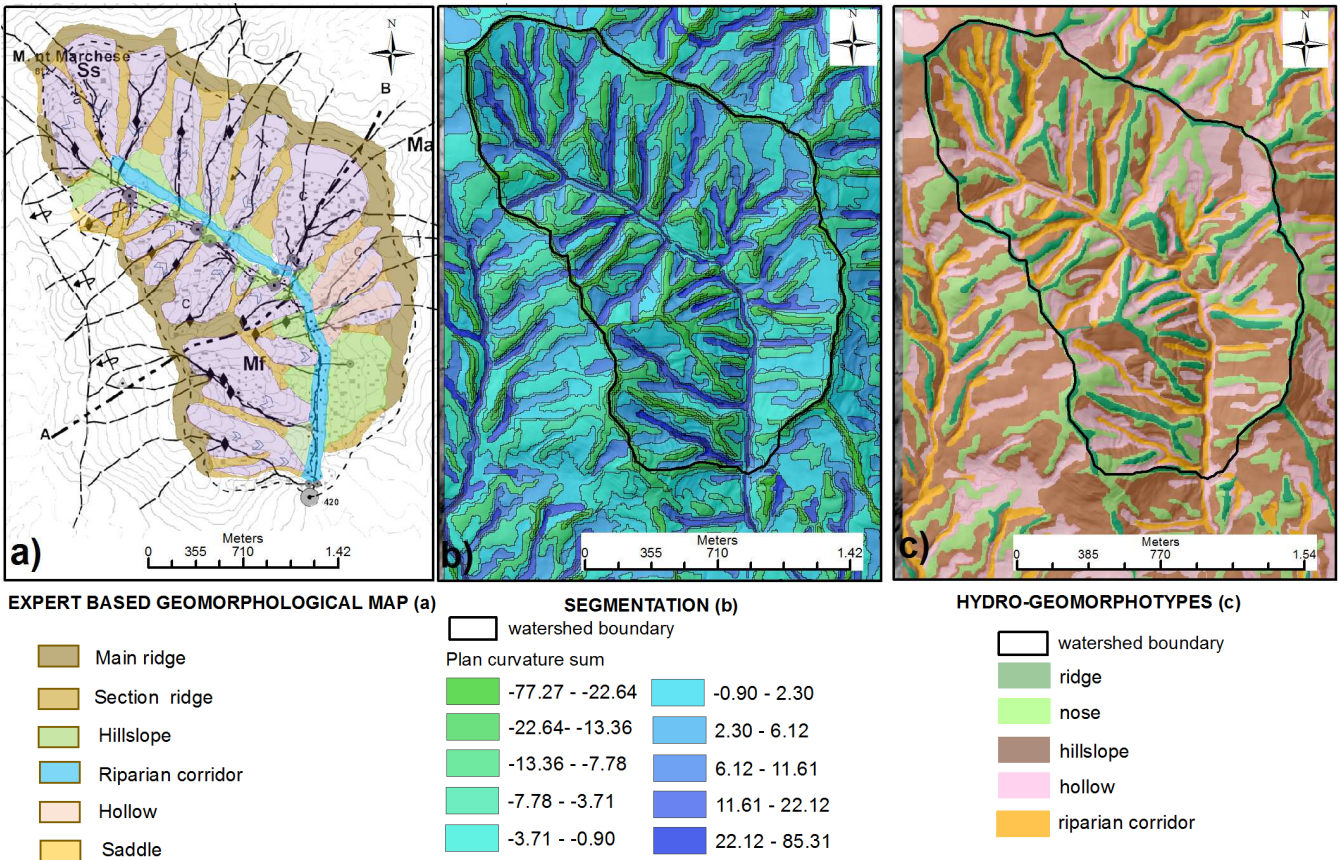 N
M. nt Marchese
Ss
B
Ma
C
C
Mf
A
420
a)
Meters
0 355 710 1.42
N
b)
Meters
0 355 710 1.42
N
c)
Meters
0 385 770 1.54
EXPERT BASED GEOMORPHOLOGICAL MAP (a)
Main ridge
Section ridge
Hillslope
Riparian corridor
Hollow
Saddle
SEGMENTATION (b)
watershed boundary
Plan curvature sum
-77.27 - -22.64
-22.64- -13.36
-13.36 - -7.78
-7.78 - -3.71
-3.71 - -0.90
-0.90 - 2.30
2.30 - 6.12
6.12 - 11.61
11.61 - 22.12
22.12 - 85.31
HYDRO-GEOMORPHOTYPES (c)
watershed boundary
ridge
nose
hillslope
hollow
riparian corridor